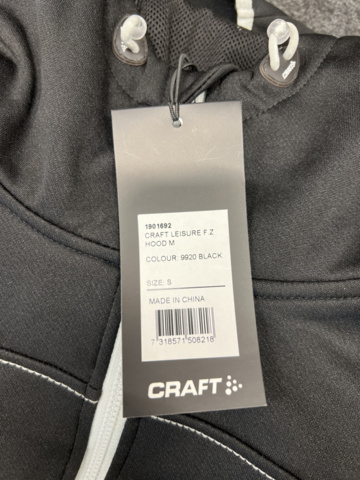 1901692
CRAFT LEISURE F.Z
HOOD M
COLOUR: 9920 BLACK
SIZE: S
MADE IN CHINA
7 318571 508218
CRAFT